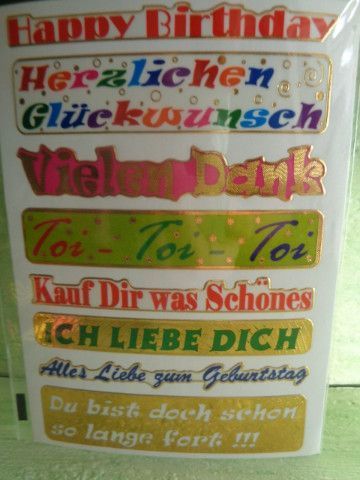 Happy Birthday
Herzlichen
Glückwunsch
Vielen Dank
Toi - Toi - Toi
Kauf Dir was Schönes
ICH LIEBE DICH
Alles Liebe zum Geburtstag
Du bist doch schon
so lange fort !!!